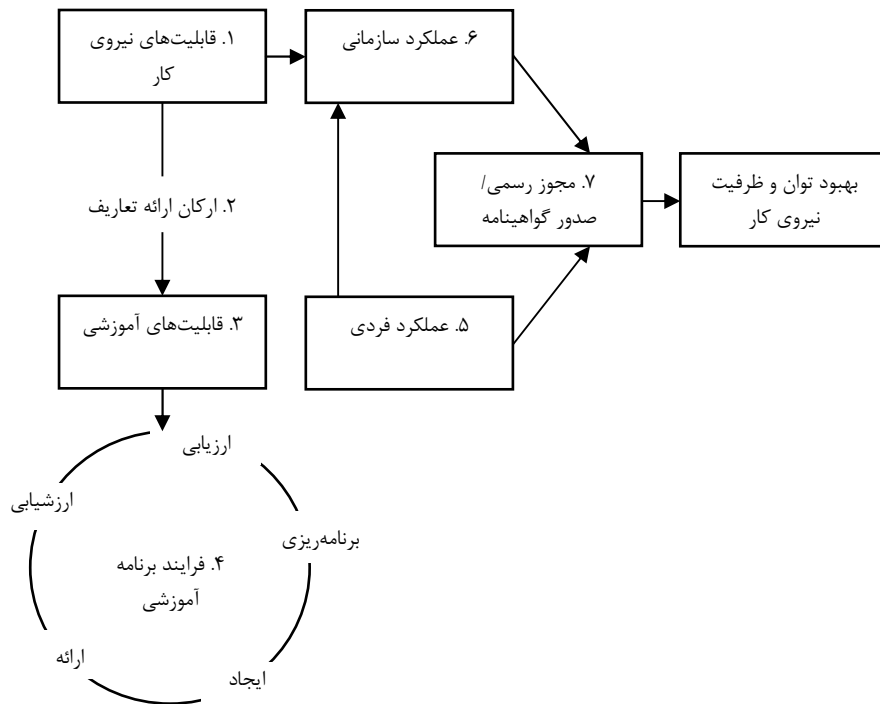 ۱. قابلیت‌های نیروی
کار
۶. عملکرد سازمانی
۷. مجوز رسمی/
صدور گواهینامه
بهبود توان و ظرفیت
نیروی کار
۲. ارکان ارائه تعاریف
۳. قابلیت‌های آموزشی
۵. عملکرد فردی
ارزیابی
ارزشیابی
برنامه‌ریزی
۴. فرایند برنامه
آموزشی
ارائه
ایجاد